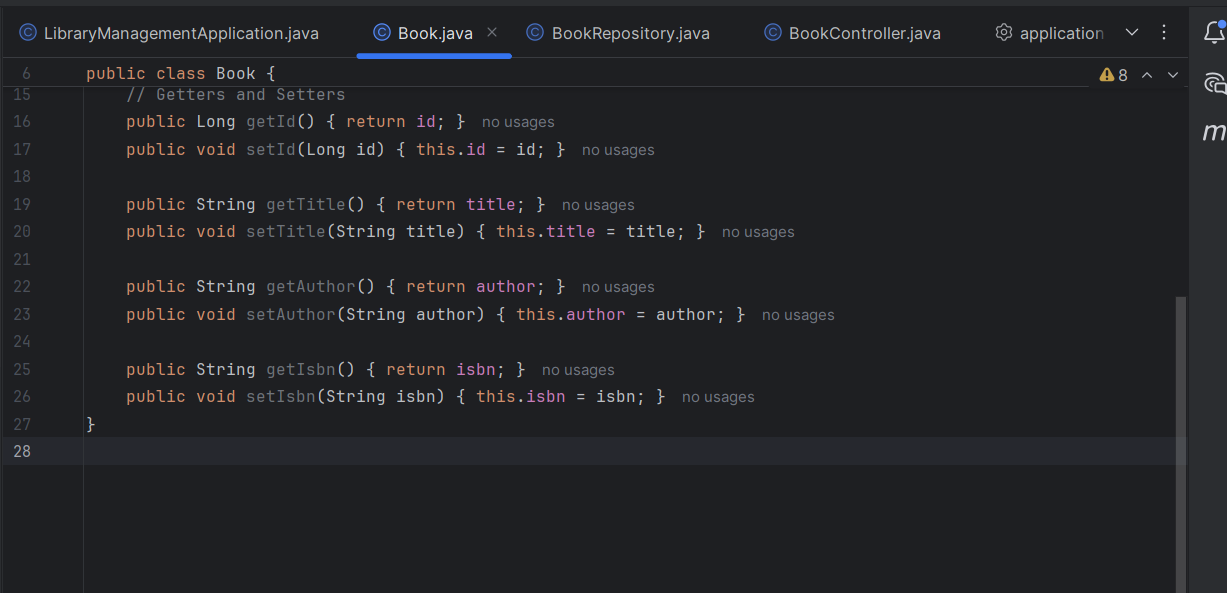 LibraryManagementApplication.java Book.java BookRepository.java BookController.java application
6 public class Book { 8
15 // Getters and Setters
16 public Long getId() { return id; } no usages
17 public void setId(Long id) { this.id = id; } no usages
18
19 public String getTitle() { return title; } no usages
20 public void setTitle(String title) { this.title = title; } no usages
21
22 public String getAuthor() { return author; } no usages
23 public void setAuthor(String author) { this.author = author; } no usages
24
25 public String getIsbn() { return isbn; } no usages
26 public void setIsbn(String isbn) { this.isbn = isbn; } no usages
27 }
28